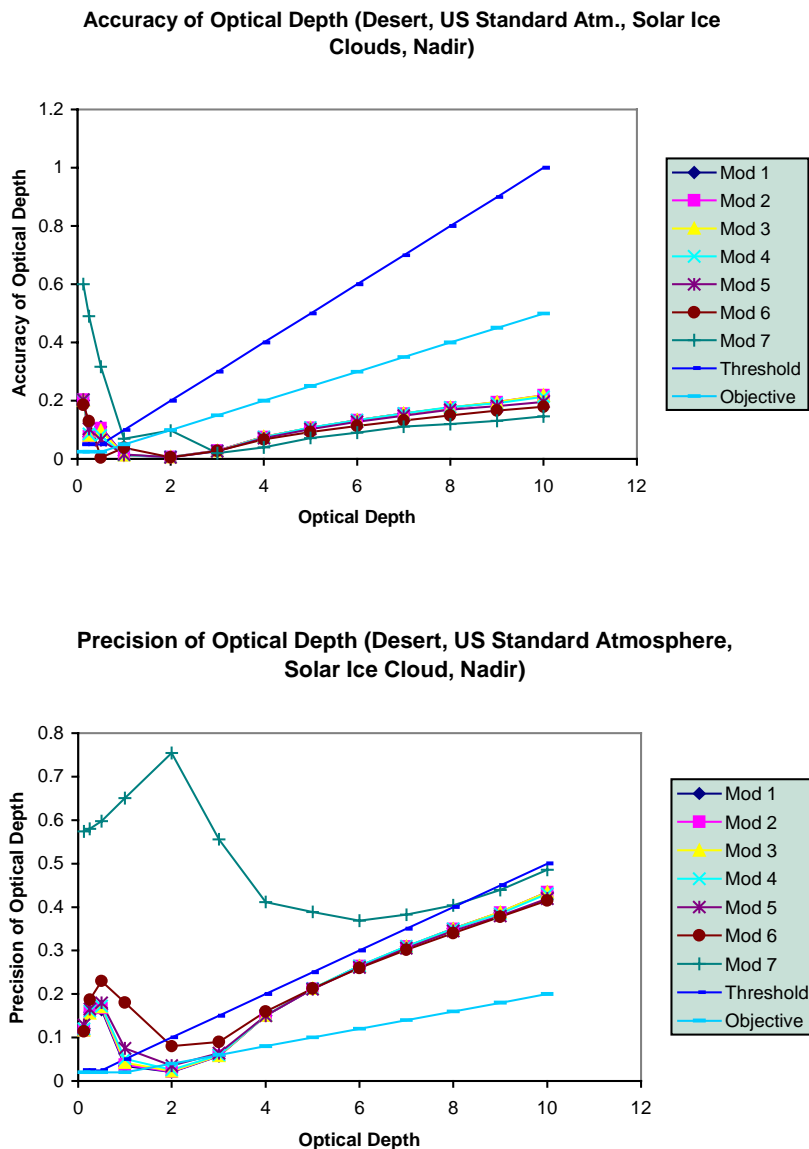 Accuracy of Optical Depth (Desert, US Standard Atm., Solar Ice
Clouds, Nadir)
1.2
1
0.8
0.6
0.4
0.2
0
Accuracy of Optical Depth
0 2 4 6 8 10 12
Optical Depth
Mod 1
Mod 2
Mod 3
Mod 4
Mod 5
Mod 6
Mod 7
Threshold
Objective
Precision of Optical Depth (Desert, US Standard Atmosphere,
Solar Ice Cloud, Nadir)
0.8
0.7
0.6
0.5
0.4
0.3
0.2
0.1
0
Precision of Optical Depth
0 2 4 6 8 10 12
Optical Depth
Mod 1
Mod 2
Mod 3
Mod 4
Mod 5
Mod 6
Mod 7
Threshold
Objective